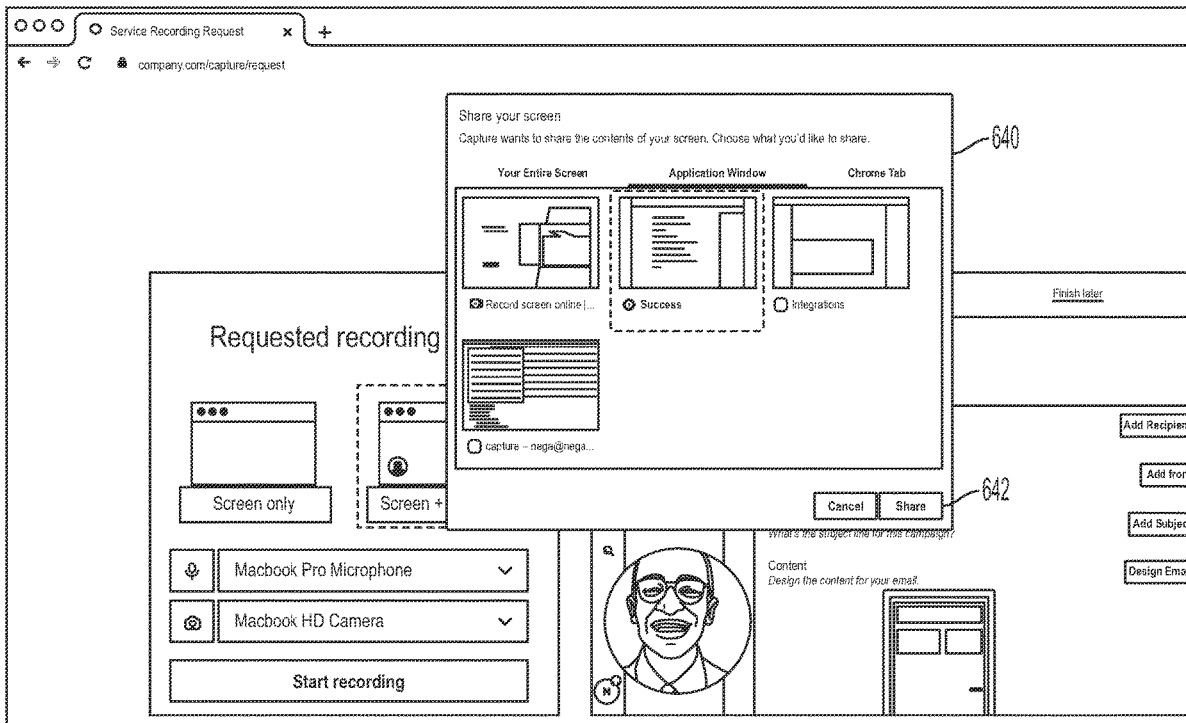 Service Recording Request × +
company.com/capture/request
Share your screen
Capture wants to share the contents of your screen. Choose what you'd like to share.
640
Your Entire Screen Application Window Chrome Tab
Record screen online |...
Success
Integrations
capture – naga@naga...
Cancel Share
642
Finish later
Requested recording
Screen only
Screen +
Macbook Pro Microphone
Macbook HD Camera
Start recording
Add Recipien
Add from
Add Subjec
What's the subject line for this campaign?
Content
Design the content for your email.
Design Emai
N